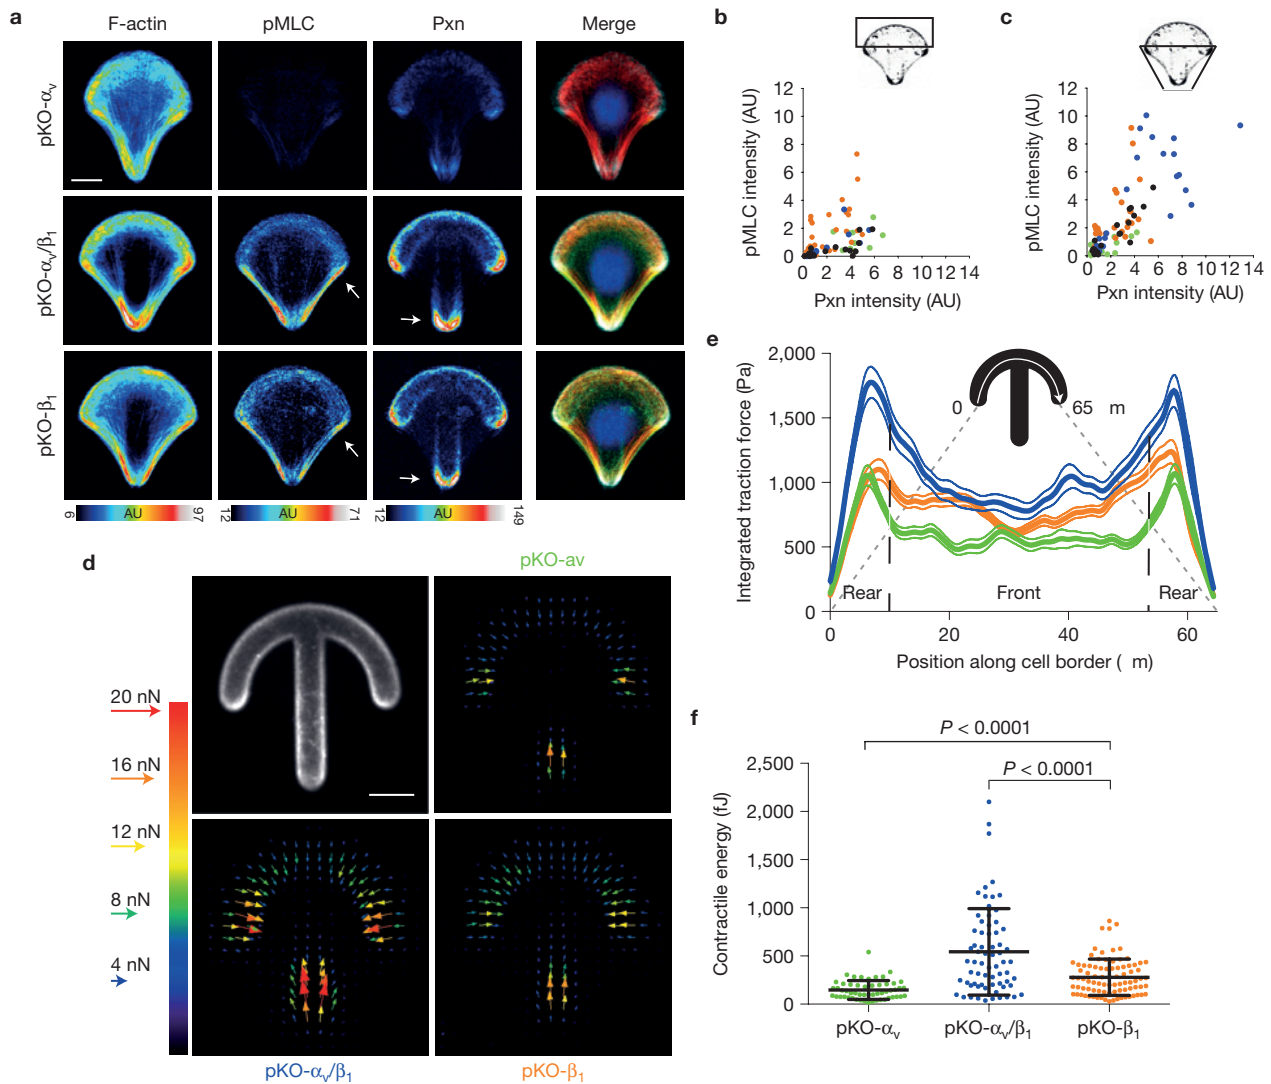 a
F-actin
pMLC
Pxn
Merge
pKO-αv
pKO-αv/β1
pKO-β1
6 AU 97
12 AU 71
12 AU 149
b
pMLC intensity (AU)
12
10
8
6
4
2
0
0 2 4 6 8 10 12 14
Pxn intensity (AU)
c
pMLC intensity (AU)
12
10
8
6
4
2
0
0 2 4 6 8 10 12 14
Pxn intensity (AU)
d
pKO-av
20 nN
16 nN
12 nN
8 nN
4 nN
pKO-αv/β1
pKO-β1
e
Integrated traction force (Pa)
2,000
1,500
1,000
500
0
0 65 m
Rear Front Rear
0 20 40 60
Position along cell border ( m)
f
P < 0.0001
P < 0.0001
Contractile energy (fJ)
2,500
2,000
1,500
1,000
500
0
pKO-αv pKO-αv/β1 pKO-β1